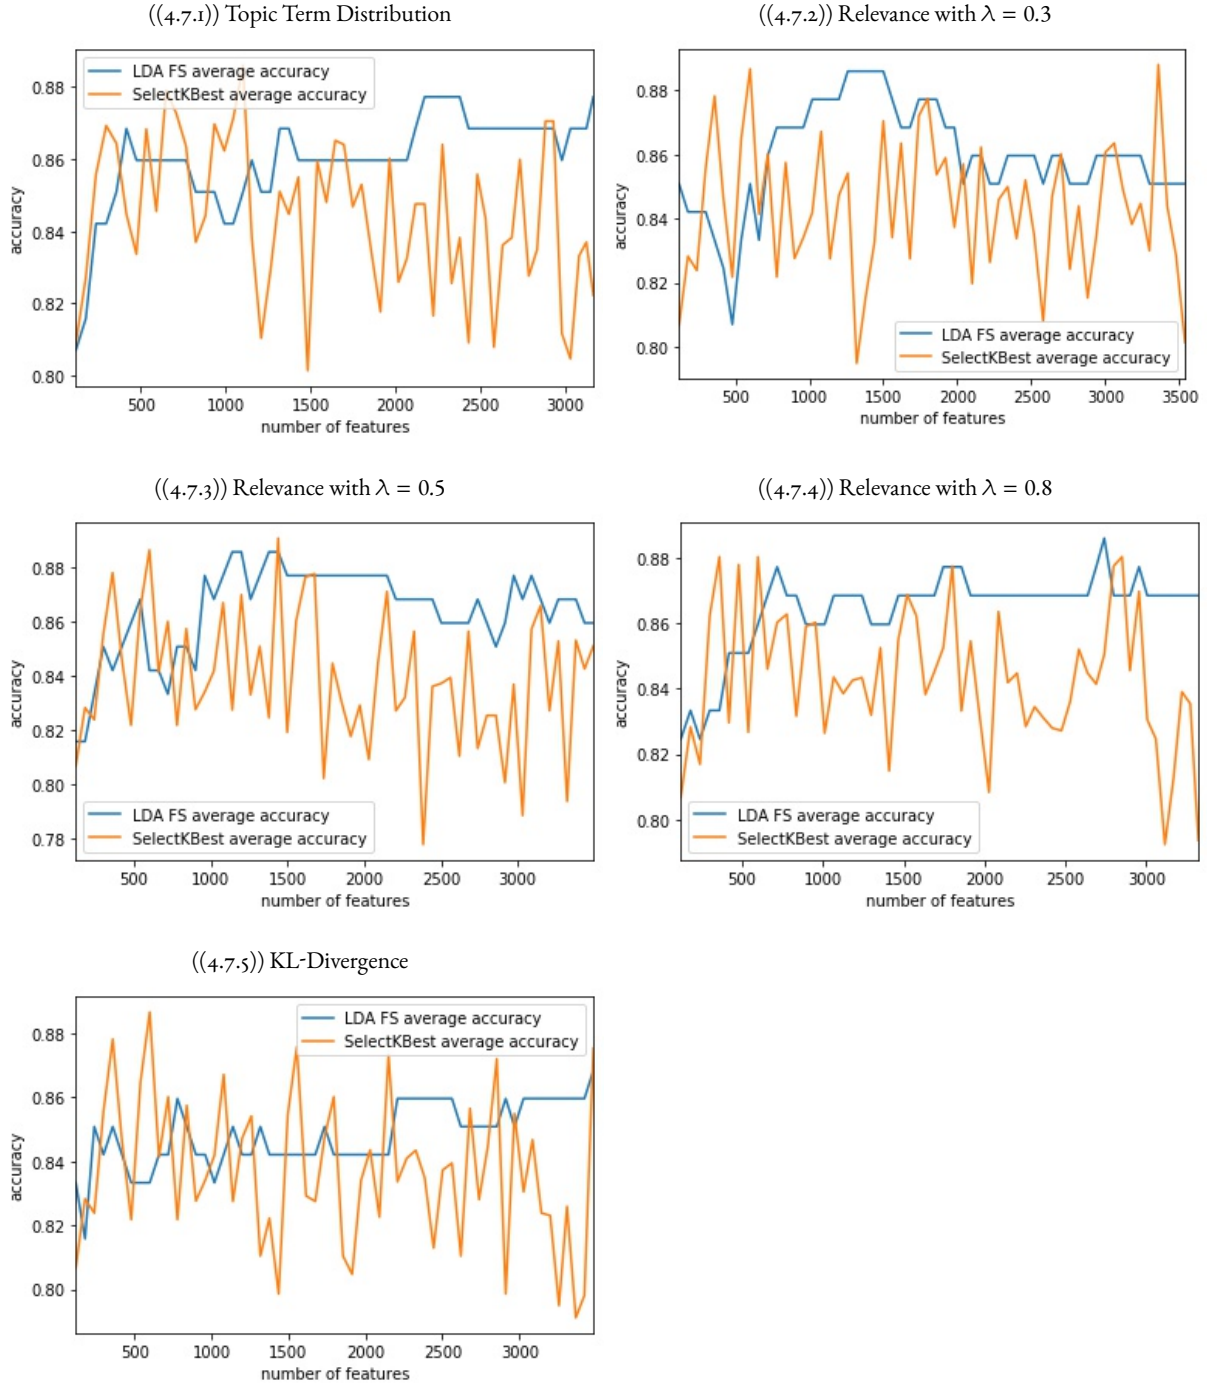 ((4.7.1)) Topic Term Distribution
0.88
0.86
0.84
0.82
0.80
accuracy
LDA FS average accuracy
SelectKBest average accuracy
500 1000 1500 2000 2500 3000
number of features
((4.7.2)) Relevance with λ = 0.3
0.88
0.86
0.84
0.82
0.80
accuracy
LDA FS average accuracy
SelectKBest average accuracy
500 1000 1500 2000 2500 3000 3500
number of features
((4.7.3)) Relevance with λ = 0.5
0.88
0.86
0.84
0.82
0.80
0.78
accuracy
LDA FS average accuracy
SelectKBest average accuracy
500 1000 1500 2000 2500 3000
number of features
((4.7.4)) Relevance with λ = 0.8
0.88
0.86
0.84
0.82
0.80
accuracy
LDA FS average accuracy
SelectKBest average accuracy
500 1000 1500 2000 2500 3000
number of features
((4.7.5)) KL-Divergence
0.88
0.86
0.84
0.82
0.80
accuracy
LDA FS average accuracy
SelectKBest average accuracy
500 1000 1500 2000 2500 3000
number of features